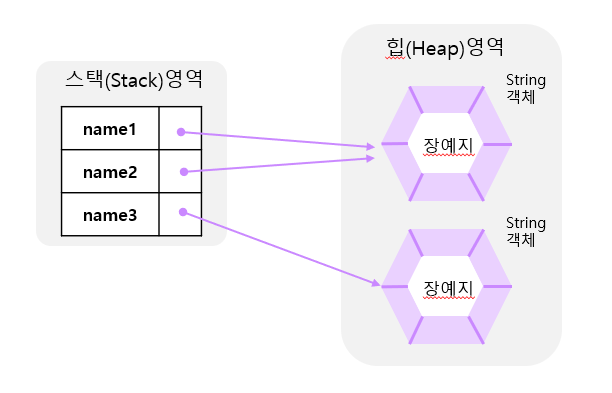 스택(Stack)영역
name1
name2
name3
힙(Heap)영역
String
객체
장예지
String
객체
장예지